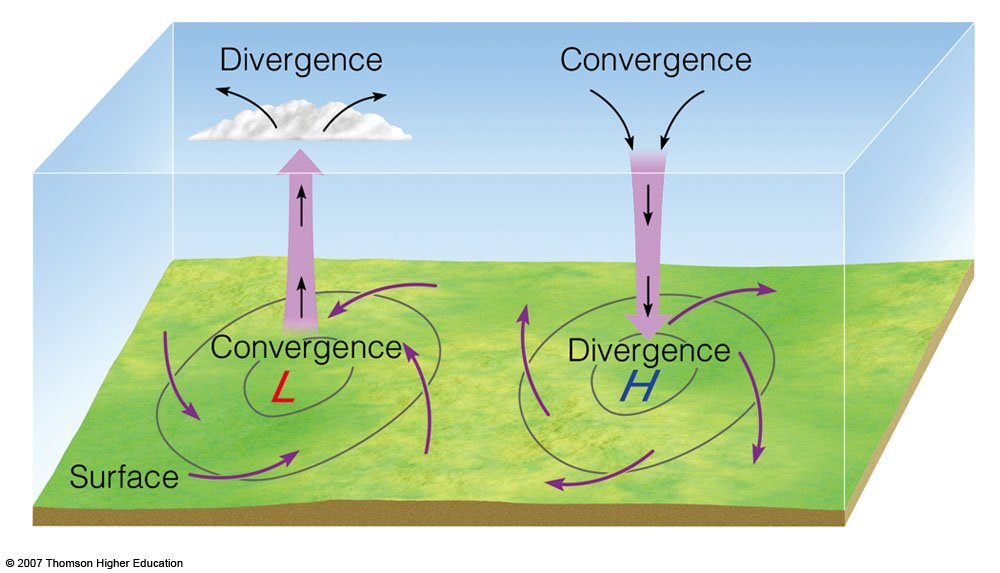 Divergence
Convergence
Convergence
L
Divergence
H
Surface
© 2007 Thomson Higher Education